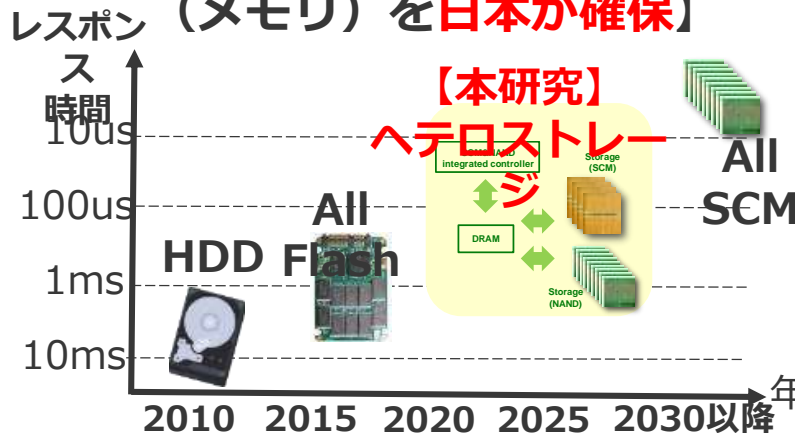 （メモリ）を日本が確保】
レスポン
ス
時間
【本研究】
ヘテロストレー
ジ
10us
integrated controller
Storage
(SCM)
All
SCM
100us
All
Flash
DRAM
HDD
1ms
Storage
(NAND)
10ms
年
2010 2015 2020 2025 2030以降